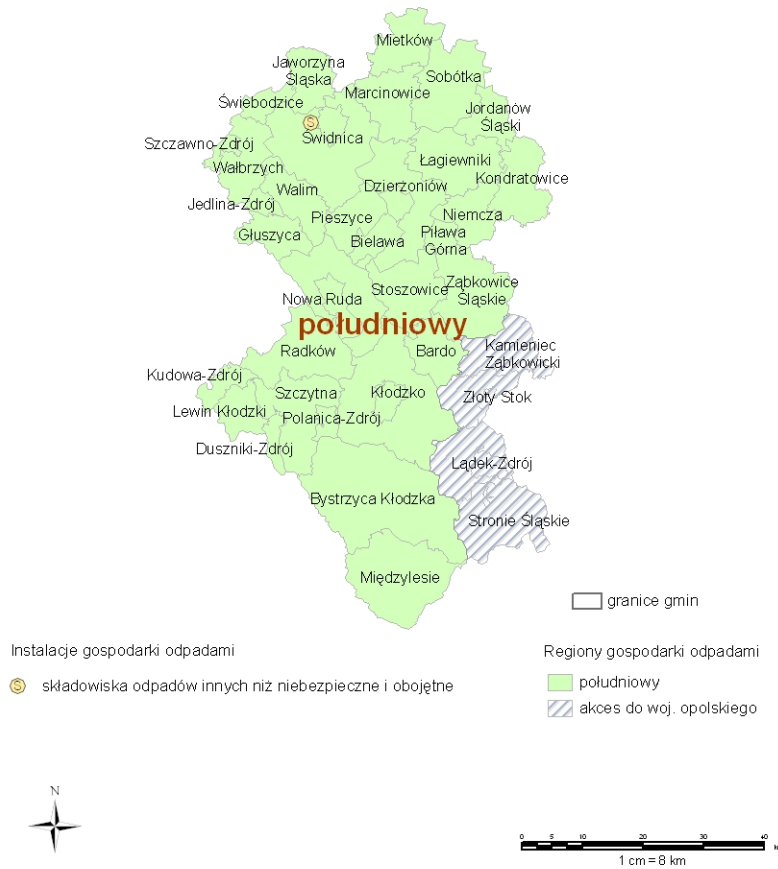 Mietków
Jaworzyna
Śląska
Sobótka
Marcinowice
Świebodzice
Jordanów
Śląski
S
Świdnica
Szczawno-Zdrój
Łagiewniki
Wałbrzych
Kondratowice
Dzierżoniów
Walim
Jedlina-Zdrój
Pieszyce
Niemcza
Głuszyca
Bielawa
Piława
Górna
Stoszowice
Ząbkowice
Śląskie
Nowa Ruda
południowy
Radków
Bardo
Kamieniec
Ząbkowicki
Kudowa-Zdrój
Szczytna
Kłodzko
Złoty Stok
Lewin Kłodzki
Polanica-Zdrój
Duszniki-Zdrój
Lądek-Zdrój
Bystrzyca Kłodzka
Stronie Śląskie
Międzylesie
granice gmin
Instalacje gospodarki odpadami
S składowiska odpadów innych niż niebezpieczne i obojętne
Regiony gospodarki odpadami
południowy
akces do woj. opolskiego
N
0 5 10 20 30 40
1 cm = 8 km